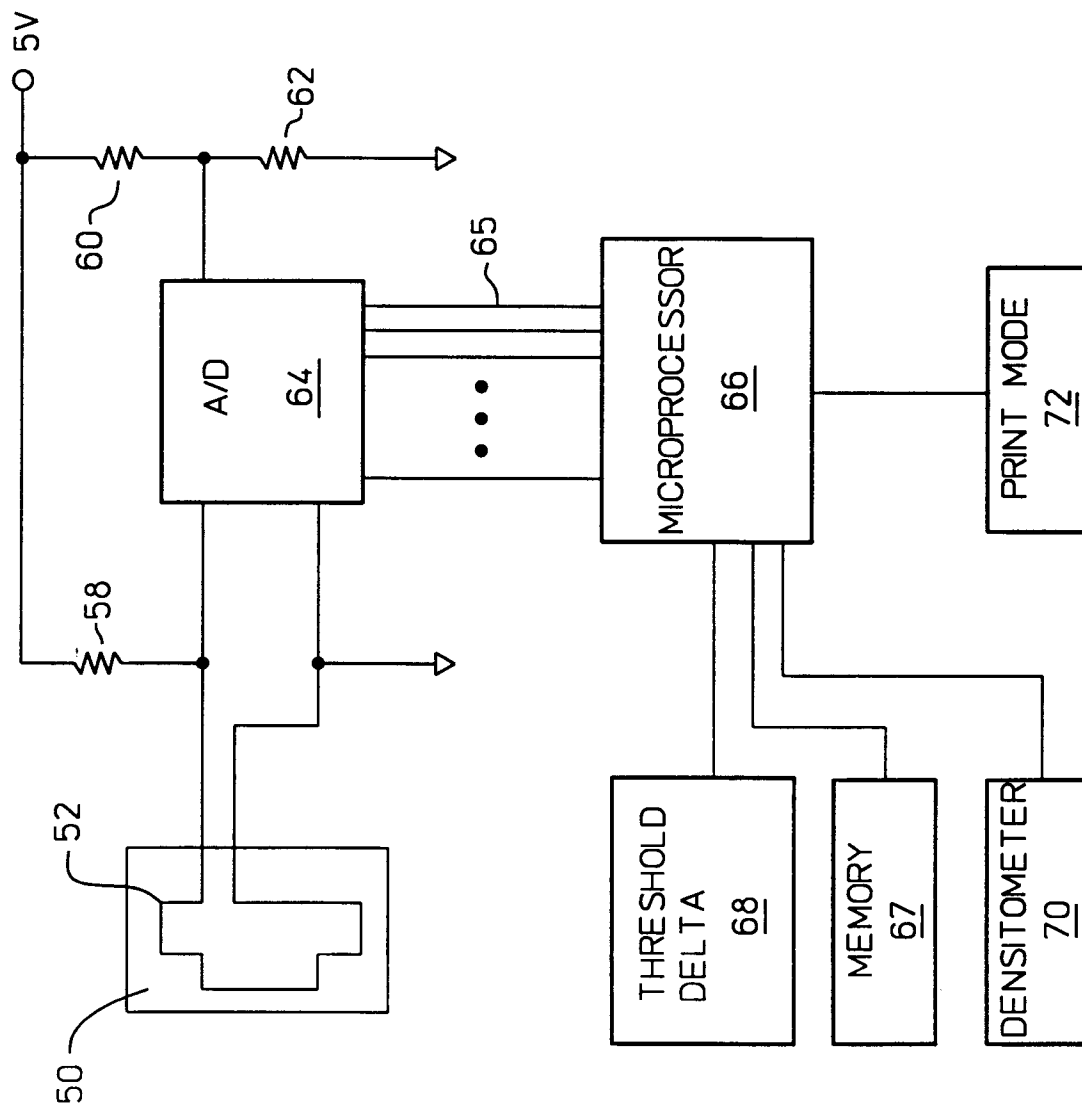 5V
60
62
58
A/D
64
65
52
50
MICROPROCESSOR
66
THRESHOLD
DELTA
68
MEMORY
67
DENSITOMETER
70
PRINT MODE
72